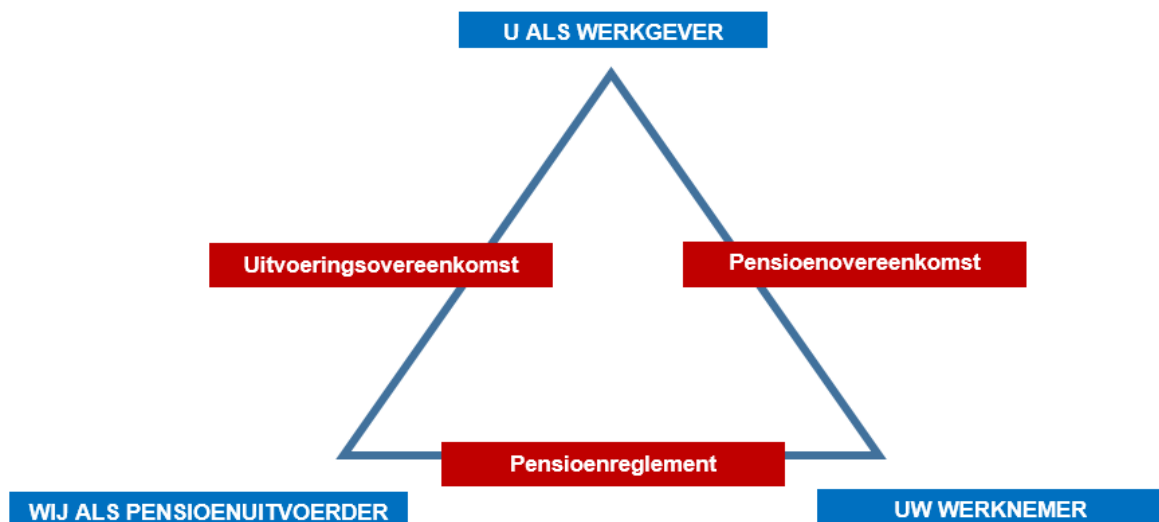 U ALS WERKGEVER
Uitvoeringsovereenkomst
Pensioenovereenkomst
Pensioenreglement
WIJ ALS PENSIOENUITVOERDER
UW WERKNEMER